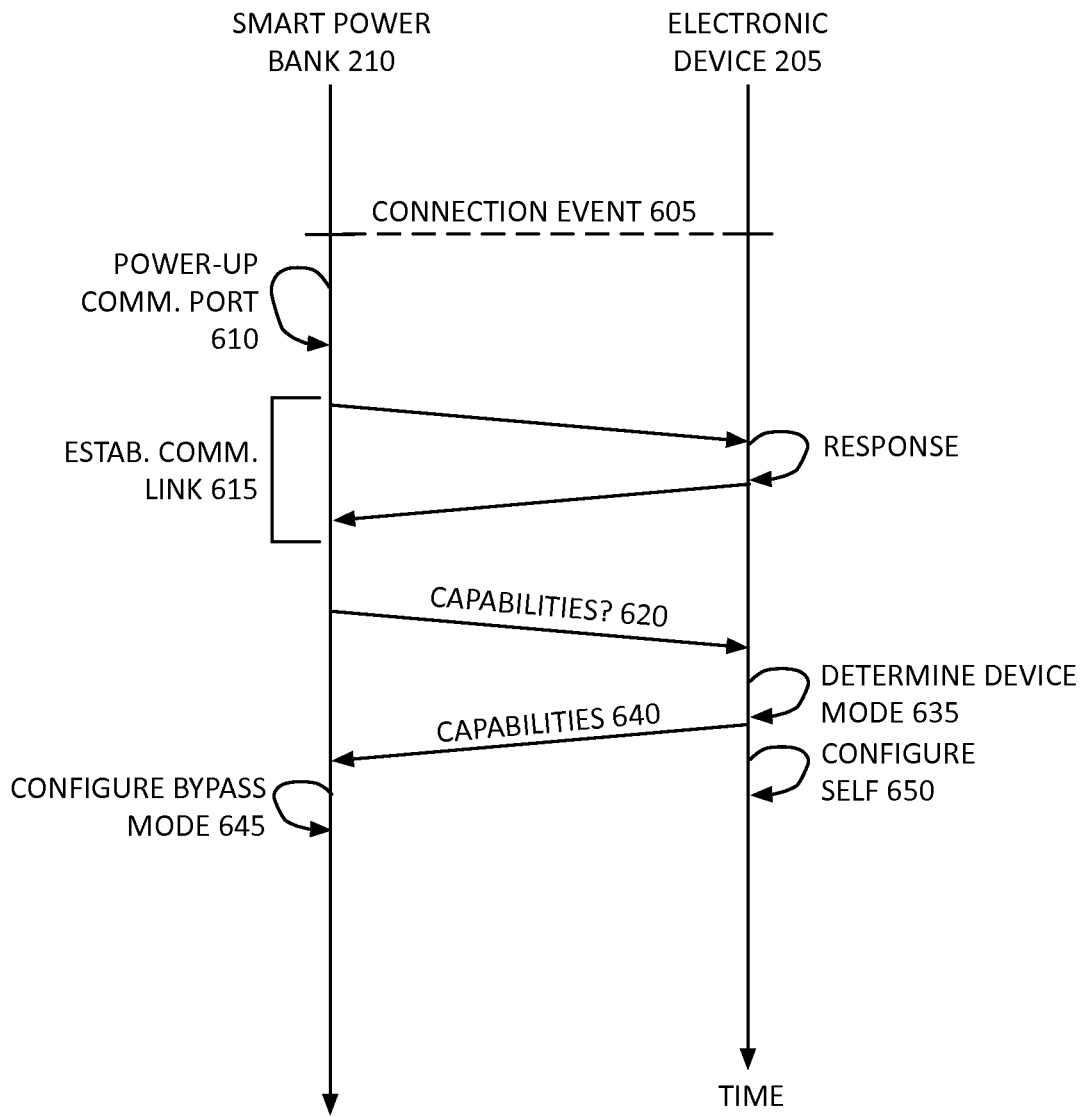 SMART POWER
BANK 210
ELECTRONIC
DEVICE 205
CONNECTION EVENT 605
POWER-UP
COMM. PORT
610
ESTAB. COMM.
LINK 615
RESPONSE
CAPABILITIES? 620
DETERMINE DEVICE
MODE 635
CAPABILITIES 640
CONFIGURE
SELF 650
CONFIGURE BYPASS
MODE 645
TIME